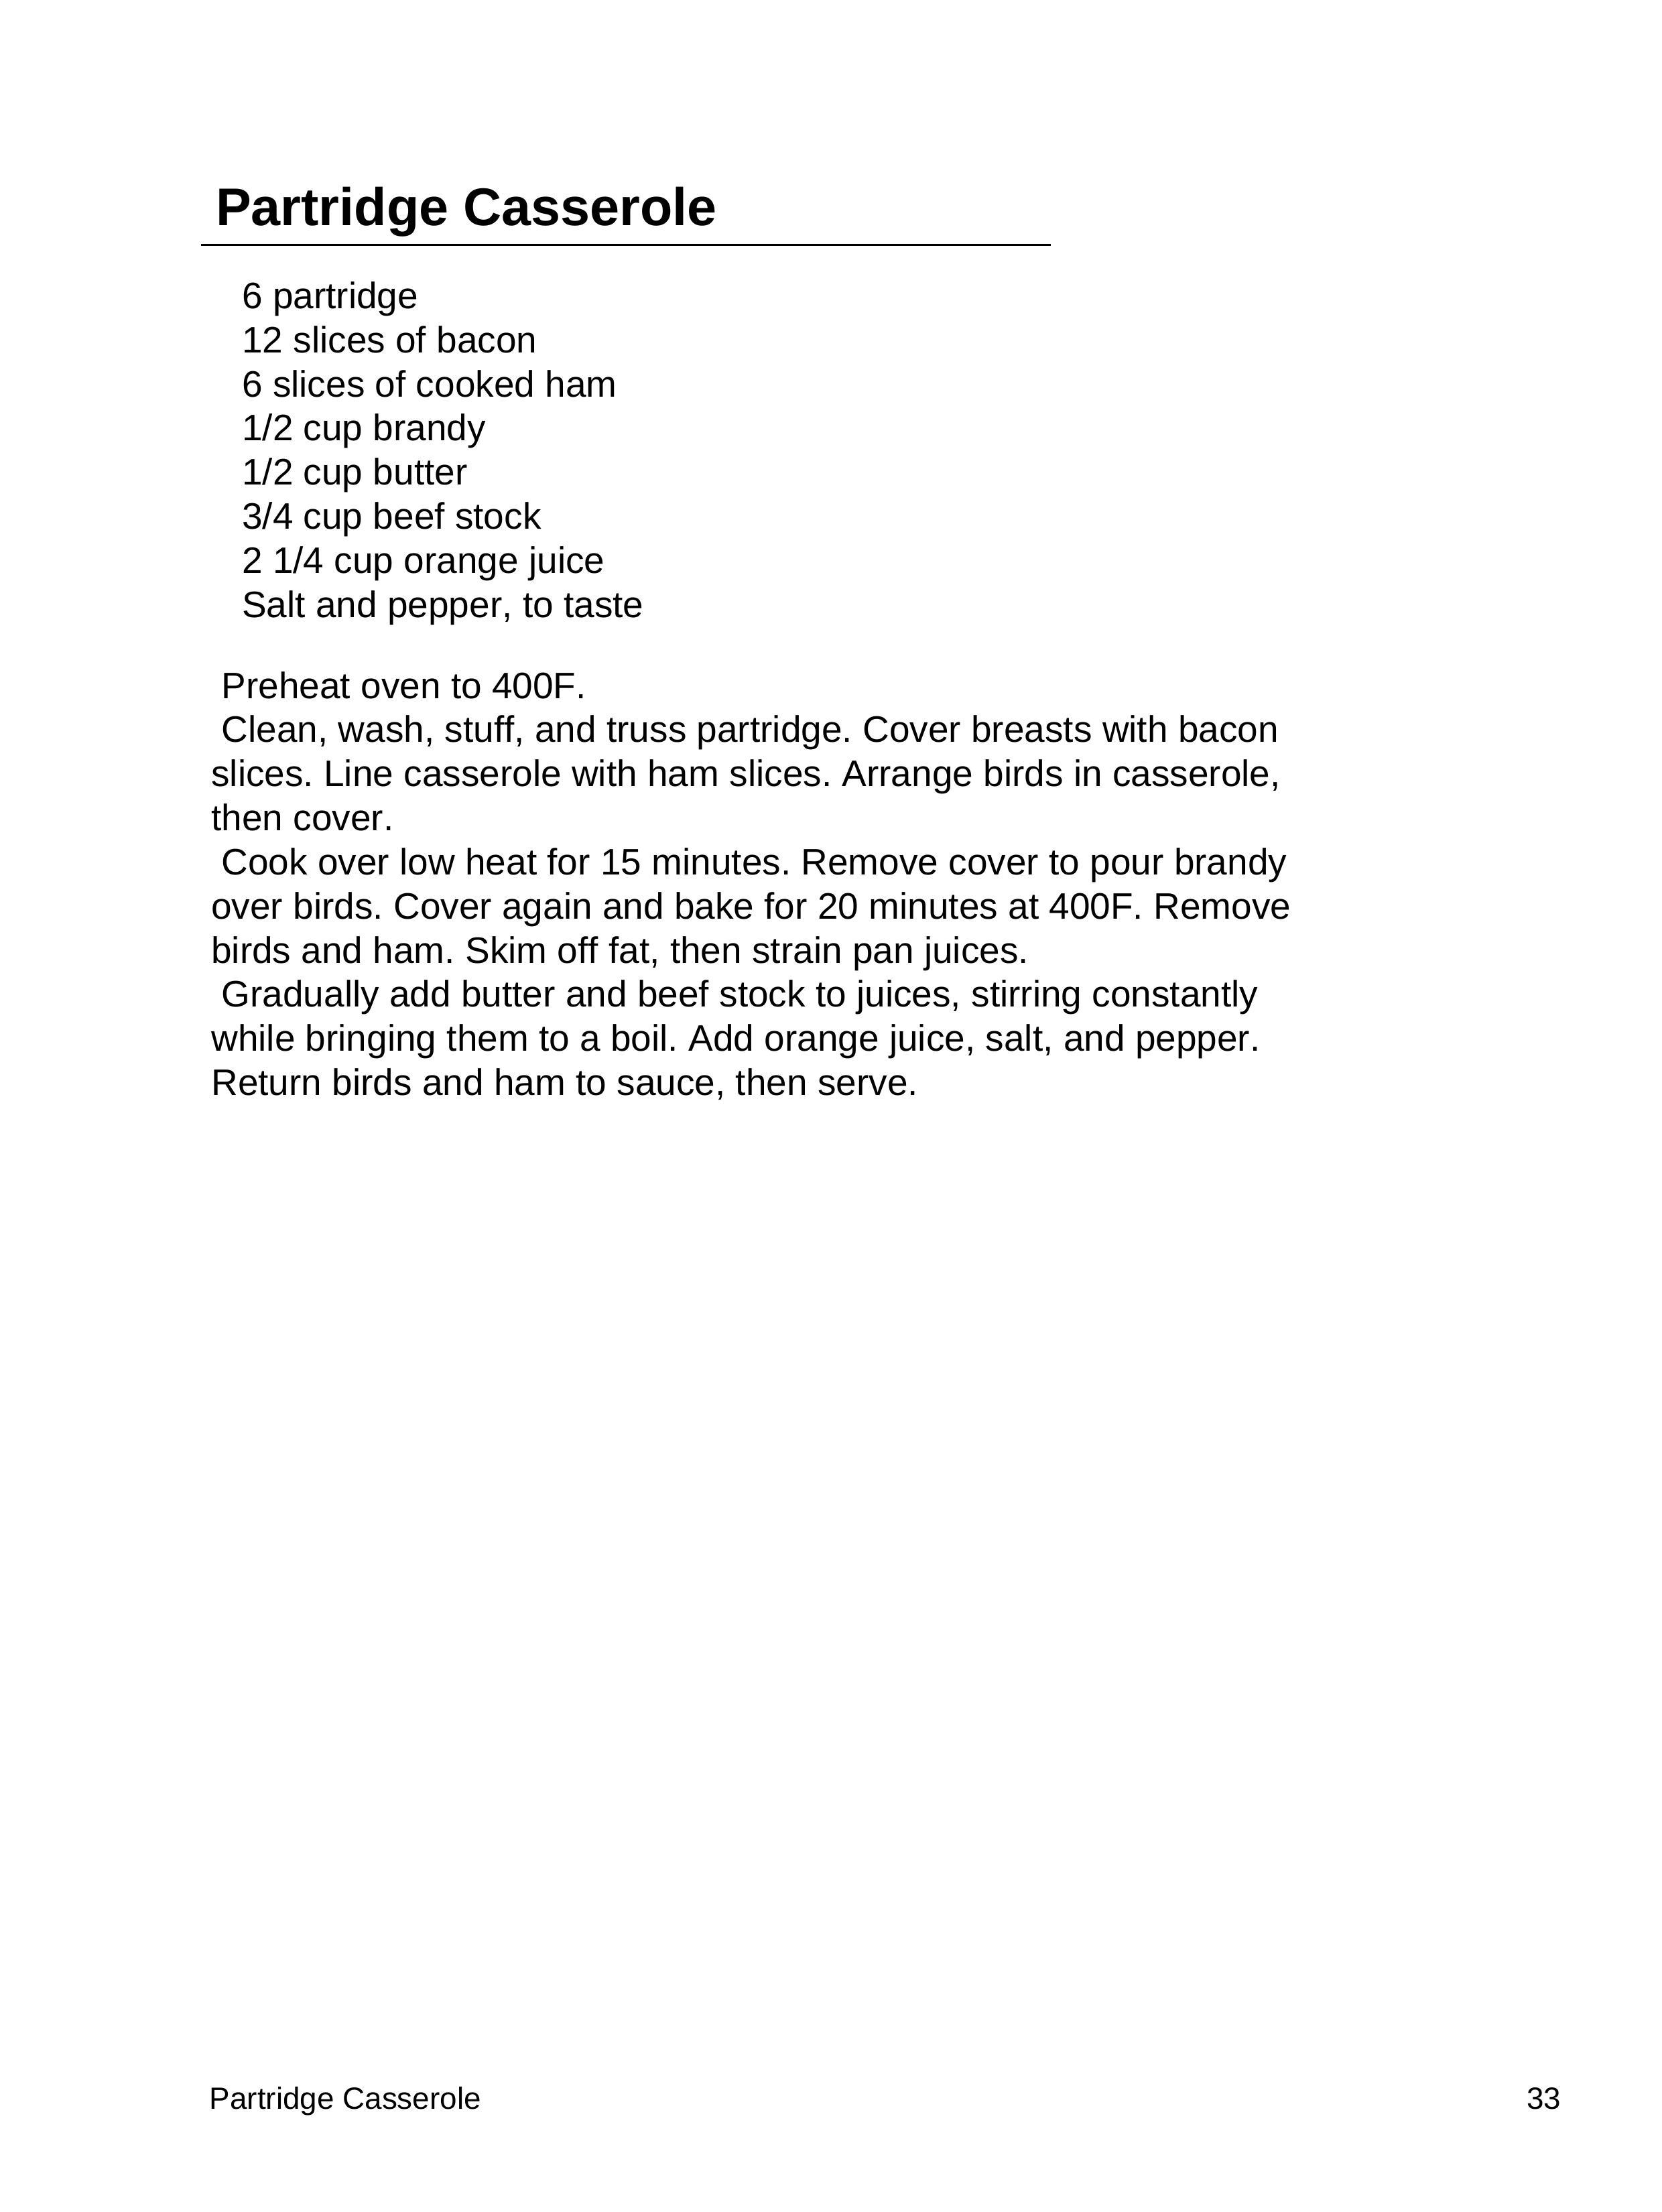 Partridge Casserole
6 partridge
12 slices of bacon
6 slices of cooked ham
1/2 cup brandy
1/2 cup butter
3/4 cup beef stock
2 1/4 cup orange juice
Salt and pepper, to taste
Preheat oven to 400F.
Clean, wash, stuff, and truss partridge. Cover breasts with bacon
slices. Line casserole with ham slices. Arrange birds in casserole,
then cover.
Cook over low heat for 15 minutes. Remove cover to pour brandy
over birds. Cover again and bake for 20 minutes at 400F. Remove
birds and ham. Skim off fat, then strain pan juices.
Gradually add butter and beef stock to juices, stirring constantly
while bringing them to a boil. Add orange juice, salt, and pepper.
Return birds and ham to sauce, then serve.
Partridge Casserole 33